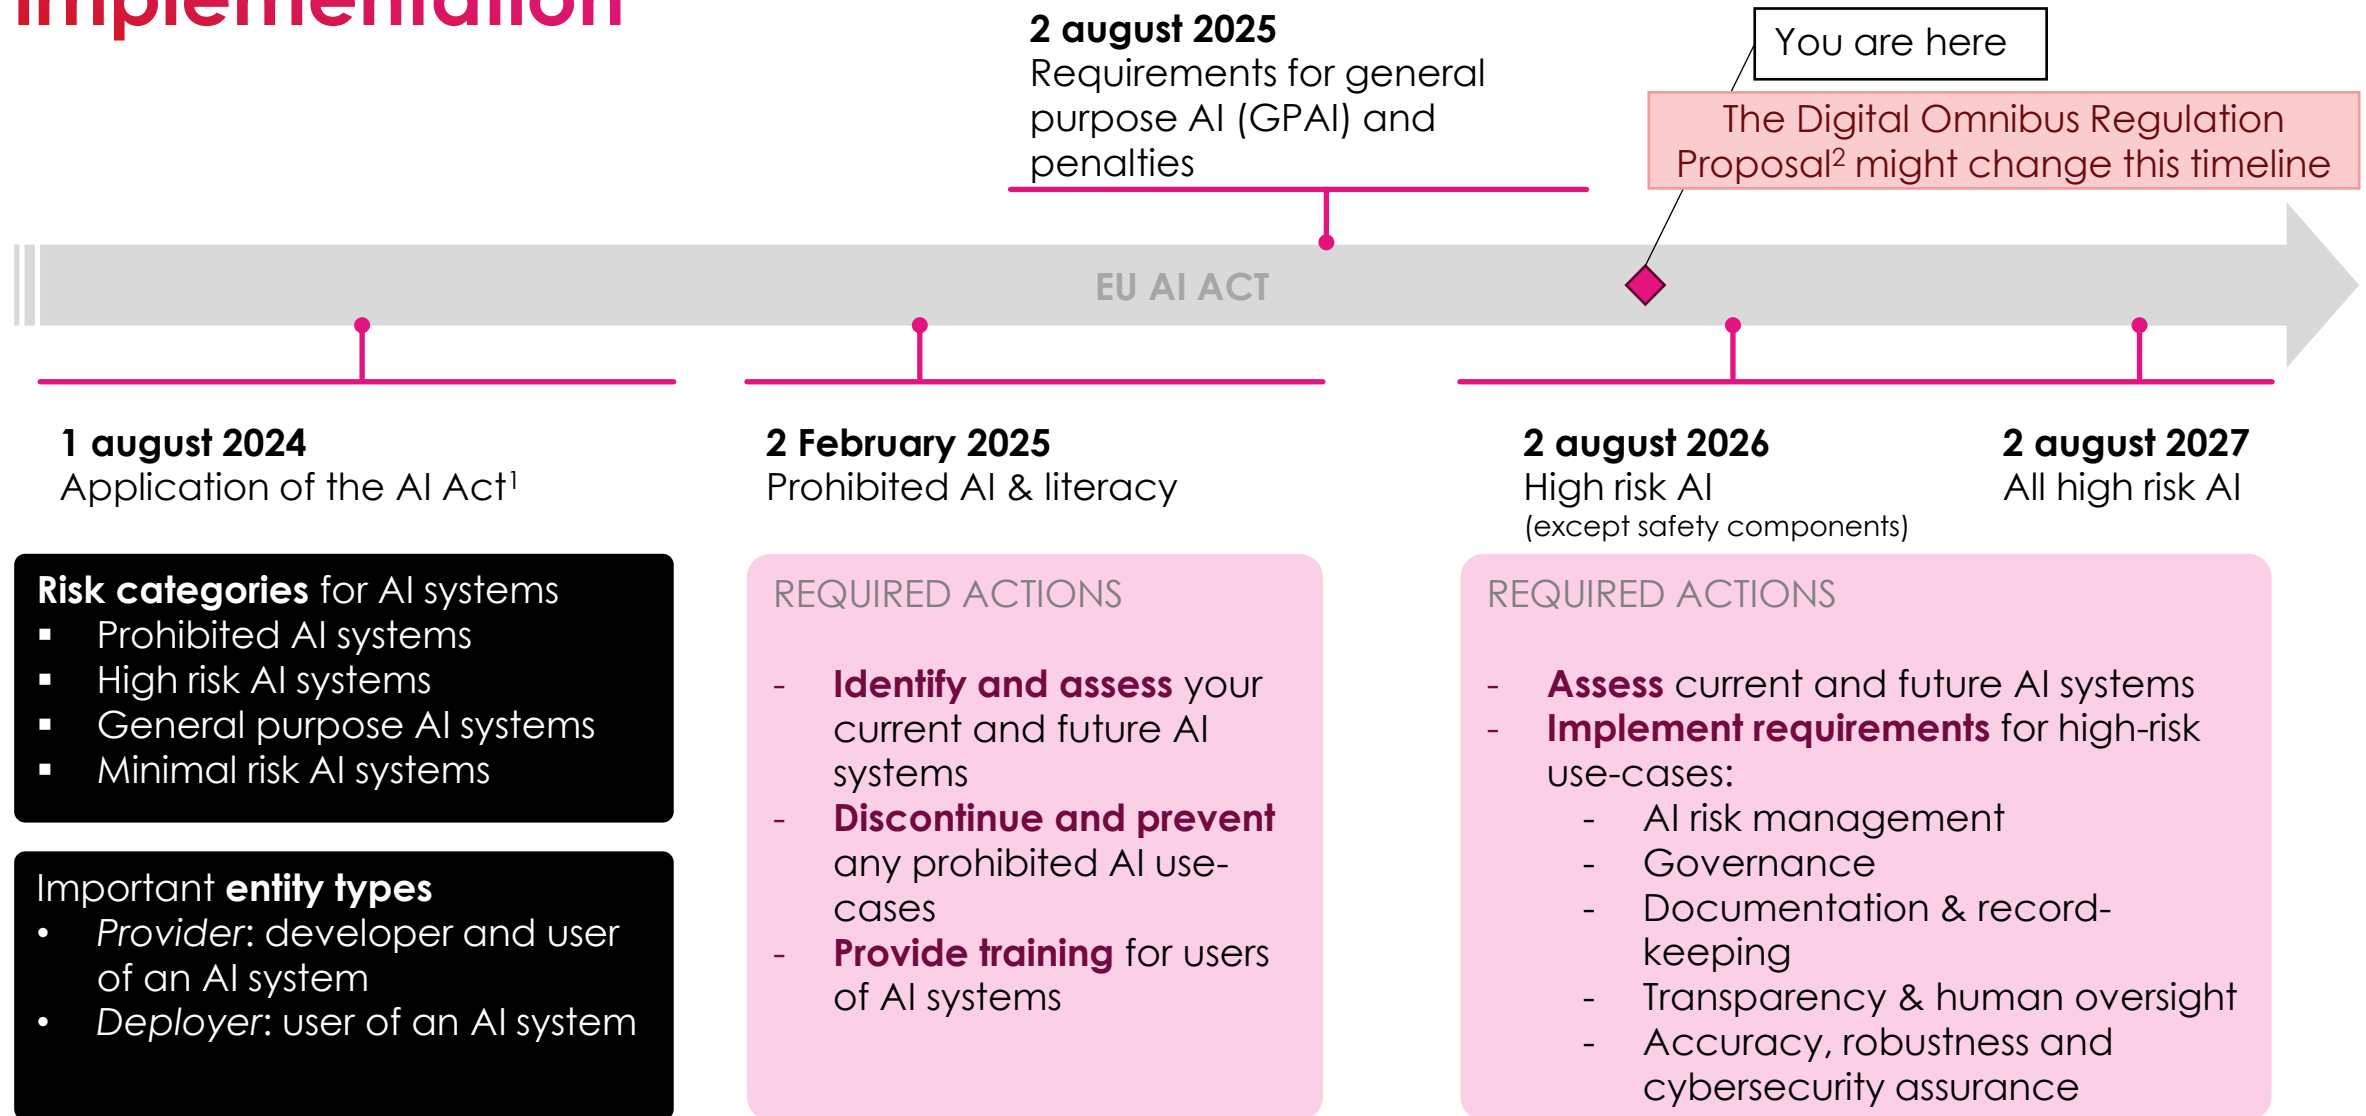 Implementation
2 august 2025
Requirements for general
purpose AI (GPAI) and
penalties
You are here
The Digital Omnibus Regulation
Proposal² might change this timeline
EU AI ACT
1 august 2024
Application of the AI Act¹
2 February 2025
Prohibited AI & literacy
2 august 2026
High risk AI
(except safety components)
2 august 2027
All high risk AI
Risk categories for AI systems
▪ Prohibited AI systems
▪ High risk AI systems
▪ General purpose AI systems
▪ Minimal risk AI systems
Important entity types
• Provider: developer and user
of an AI system
• Deployer: user of an AI system
REQUIRED ACTIONS
- Identify and assess your
current and future AI
systems
- Discontinue and prevent
any prohibited AI use-
cases
- Provide training for users
of AI systems
REQUIRED ACTIONS
- Assess current and future AI systems
- Implement requirements for high-risk
use-cases:
- AI risk management
- Governance
- Documentation & record-
keeping
- Transparency & human oversight
- Accuracy, robustness and
cybersecurity assurance